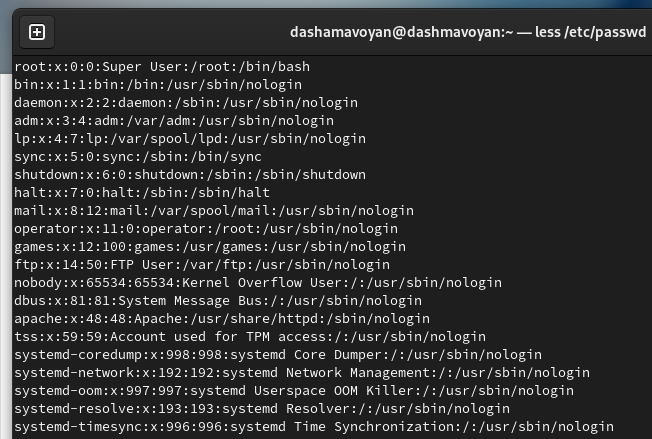 dashamavoyan@dashmavoyan:~ — less /etc/passwd
root:x:0:0:Super User:/root:/bin/bash
bin:x:1:1:bin:/bin:/usr/sbin/nologin
daemon:x:2:2:daemon:/sbin:/usr/sbin/nologin
adm:x:3:4:adm:/var/adm:/usr/sbin/nologin
lp:x:4:7:lp:/var/spool/lpd:/usr/sbin/nologin
sync:x:5:0:sync:/sbin:/bin/sync
shutdown:x:6:0:shutdown:/sbin:/sbin/shutdown
halt:x:7:0:halt:/sbin:/sbin/halt
mail:x:8:12:mail:/var/spool/mail:/usr/sbin/nologin
operator:x:11:0:operator:/root:/usr/sbin/nologin
games:x:12:100:games:/usr/games:/usr/sbin/nologin
ftp:x:14:50:FTP User:/var/ftp:/usr/sbin/nologin
nobody:x:65534:65534:Kernel Overflow User:/:/usr/sbin/nologin
dbus:x:81:81:System Message Bus:/:/usr/sbin/nologin
apache:x:48:48:Apache:/usr/share/httpd:/sbin/nologin
tss:x:59:59:Account used for TPM access:/:/usr/sbin/nologin
systemd-coredump:x:998:998:systemd Core Dumper:/:/usr/sbin/nologin
systemd-network:x:192:192:systemd Network Management:/:/usr/sbin/nologin
systemd-oom:x:997:997:systemd Userspace OOM Killer:/:/usr/sbin/nologin
systemd-resolve:x:193:193:systemd Resolver:/:/usr/sbin/nologin
systemd-timesync:x:996:996:systemd Time Synchronization:/:/usr/sbin/nologin